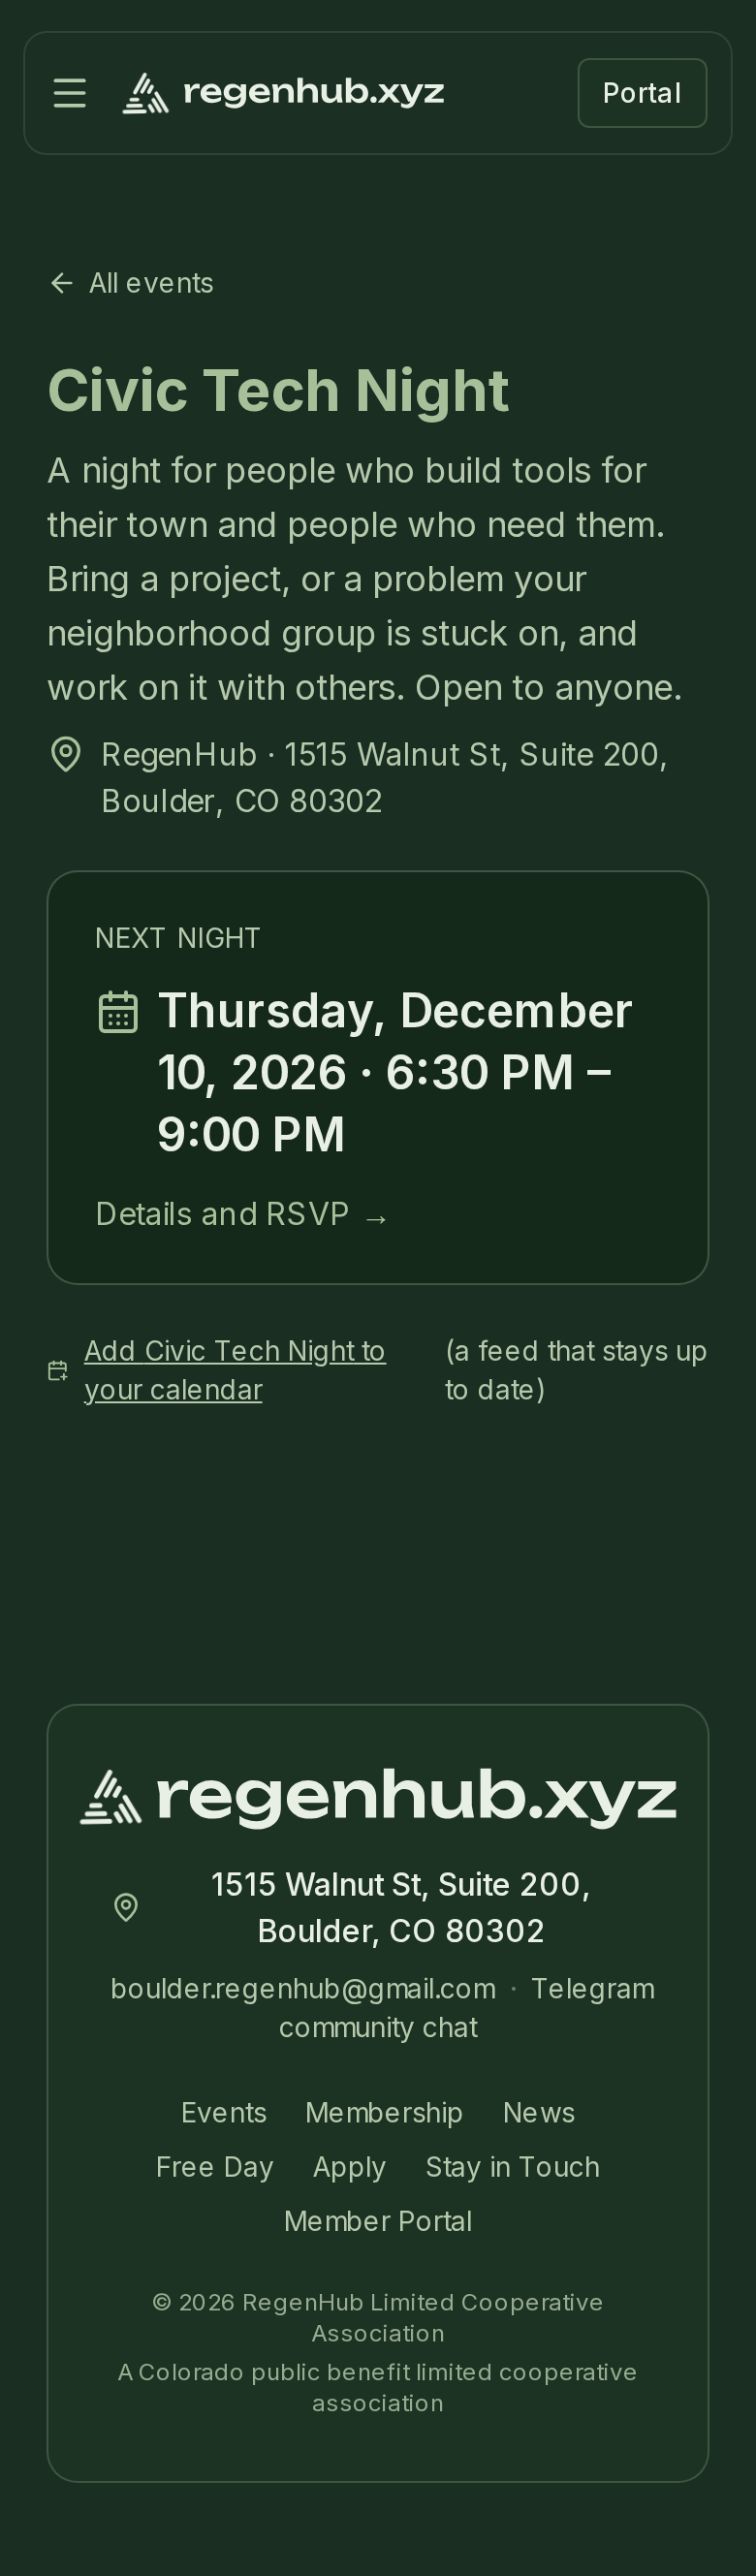 regenhub.xyz
Portal
← All events
Civic Tech Night
A night for people who build tools for
their town and people who need them.
Bring a project, or a problem your
neighborhood group is stuck on, and
work on it with others. Open to anyone.
RegenHub · 1515 Walnut St, Suite 200,
Boulder, CO 80302
NEXT NIGHT
Thursday, December
10, 2026 · 6:30 PM –
9:00 PM
Details and RSVP →
Add Civic Tech Night to
your calendar
(a feed that stays up
to date)
regenhub.xyz
1515 Walnut St, Suite 200,
Boulder, CO 80302
boulder.regenhub@gmail.com · Telegram
community chat
Events Membership News
Free Day Apply Stay in Touch
Member Portal
© 2026 RegenHub Limited Cooperative
Association
A Colorado public benefit limited cooperative
association